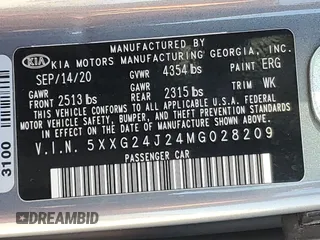 MANUFACTURED BY
KIA KIA MOTORS MANUFACTURING GEORGIA, INC.
SEP/14/20 GVWR 4354 lbs PAINT ERG
GAWR FRONT 2513 lbs GAWR REAR 2315 lbs TRIM WK
THIS VEHICLE CONFORMS TO ALL APPLICABLE FEDERAL
MOTOR VEHICLE SAFETY, BUMPER, AND THEFT PREVENTION STANDARDS
IN EFFECT ON THE DATE OF MANUFACTURE SHOWN ABOVE.
V.I.N. 5XXG24J24MG028209
PASSENGER CAR
3100
DREAMBID